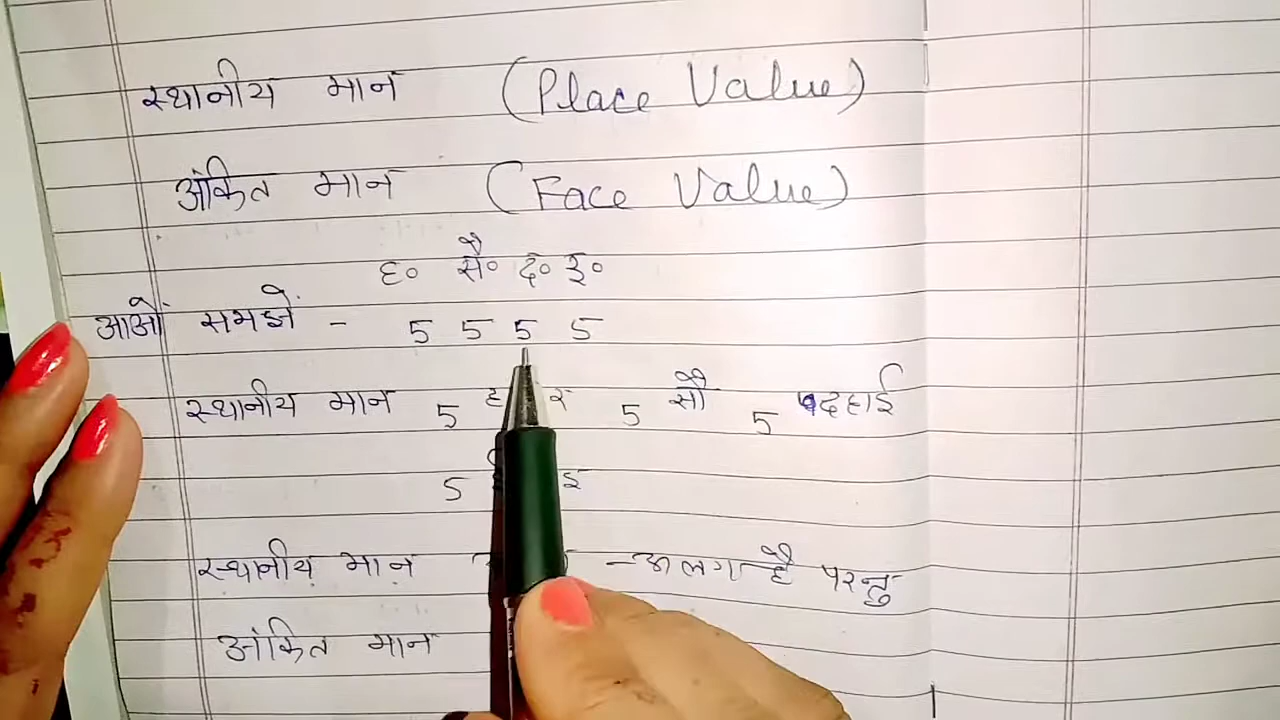 स्थानीय मान (Place Value)
अंकित मान (Face Value)
ह० सै० द० इ०
आओं समझें - 5 5 5 5
स्थानीय मान 5 5 सौ 5 दहाई
5
स्थानीय मान - अलग है परन्तु
अंकित मान